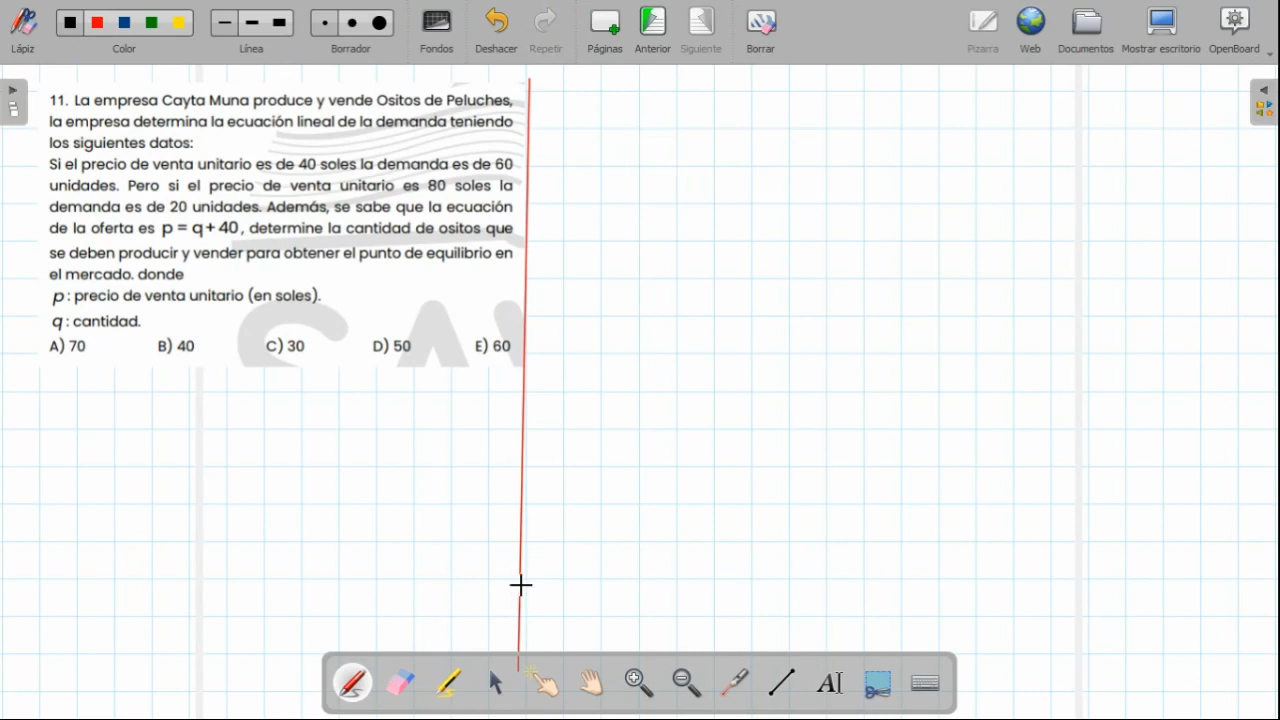 Lápiz
Color
Línea
Borrador
Fondos
Deshacer
Repetir
Páginas
Anterior
Siguiente
Borrar
Pizarra
Web
Documentos
Mostrar escritorio
OpenBoard
11. La empresa Cayta Muna produce y vende Ositos de Peluches,
la empresa determina la ecuación lineal de la demanda teniendo
los siguientes datos:
Si el precio de venta unitario es de 40 soles la demanda es de 60
unidades. Pero si el precio de venta unitario es 80 soles la
demanda es de 20 unidades. Además, se sabe que la ecuación
de la oferta es p = q + 40, determine la cantidad de ositos que
se deben producir y vender para obtener el punto de equilibrio en
el mercado. donde
p : precio de venta unitario (en soles).
q : cantidad.
A) 70 B) 40 C) 30 D) 50 E) 60